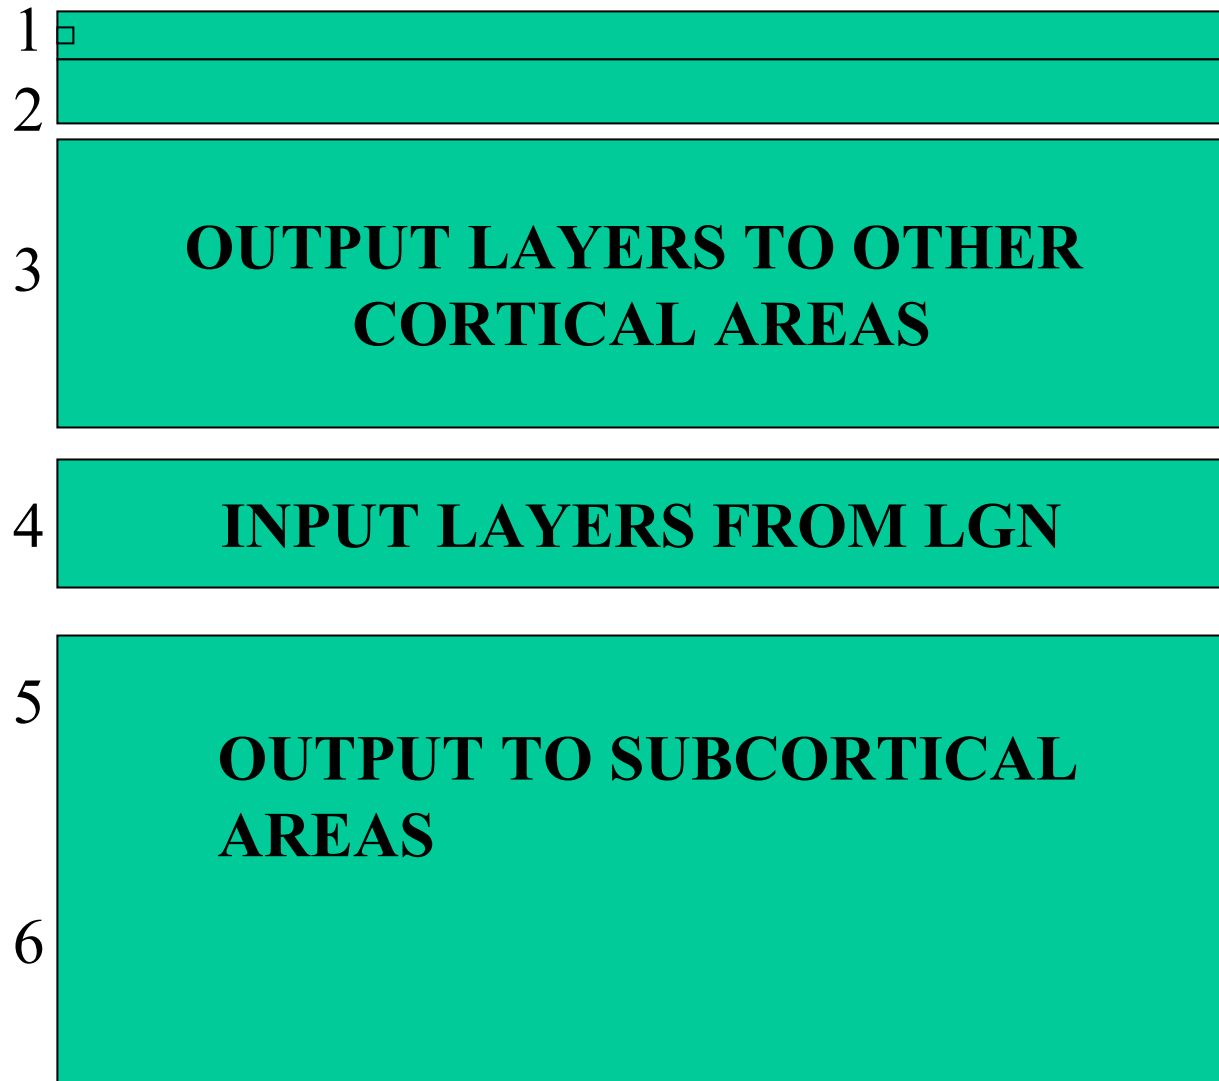 1
2
3
OUTPUT LAYERS TO OTHER
CORTICAL AREAS
4
INPUT LAYERS FROM LGN
5
OUTPUT TO SUBCORTICAL
AREAS
6